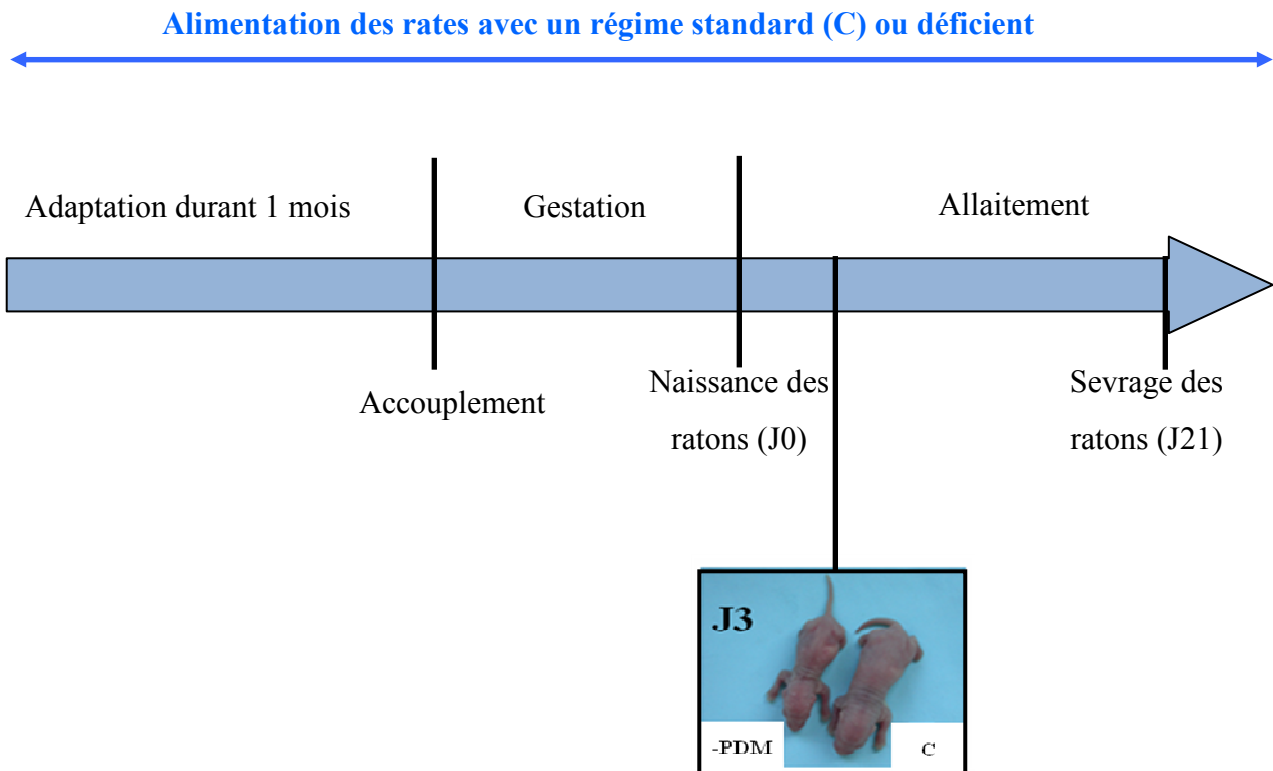 Alimentation des rates avec un régime standard (C) ou déficient
Adaptation durant 1 mois
Gestation
Allaitement
Accouplement
Naissance des
ratons (J0)
Sevrage des
ratons (J21)
J3
-PDM
C